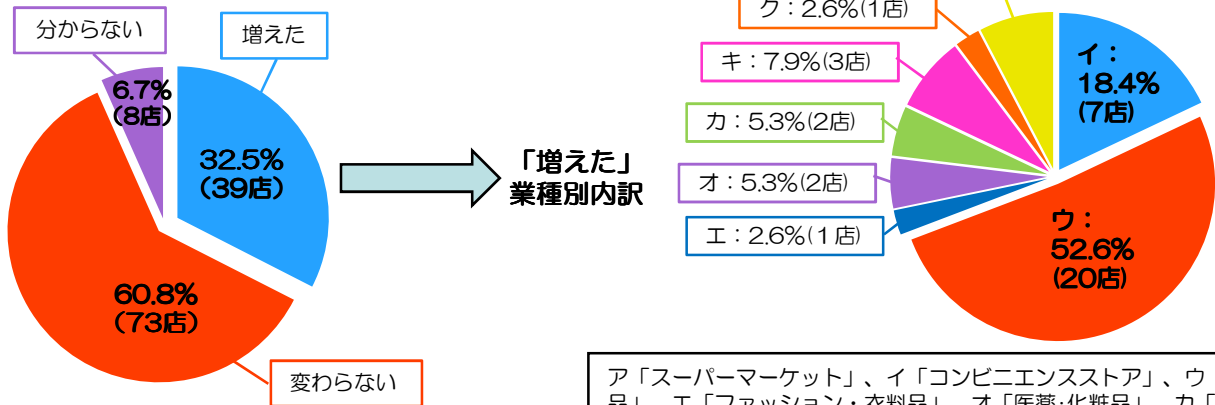 分からない
増えた
6.7%
(8店)
32.5%
(39店)
60.8%
(73店)
変わらない
「増えた」
業種別内訳
ク：2.6%(1店)
キ：7.9%(3店)
カ：5.3%(2店)
オ：5.3%(2店)
エ：2.6%(1店)
イ：
18.4%
(7店)
ウ：
52.6%
(20店)
ア「スーパーマーケット」、イ「コンビニエンスストア」、ウ
品」、エ「ファッション・衣料品」、オ「医薬・化粧品」、カ「